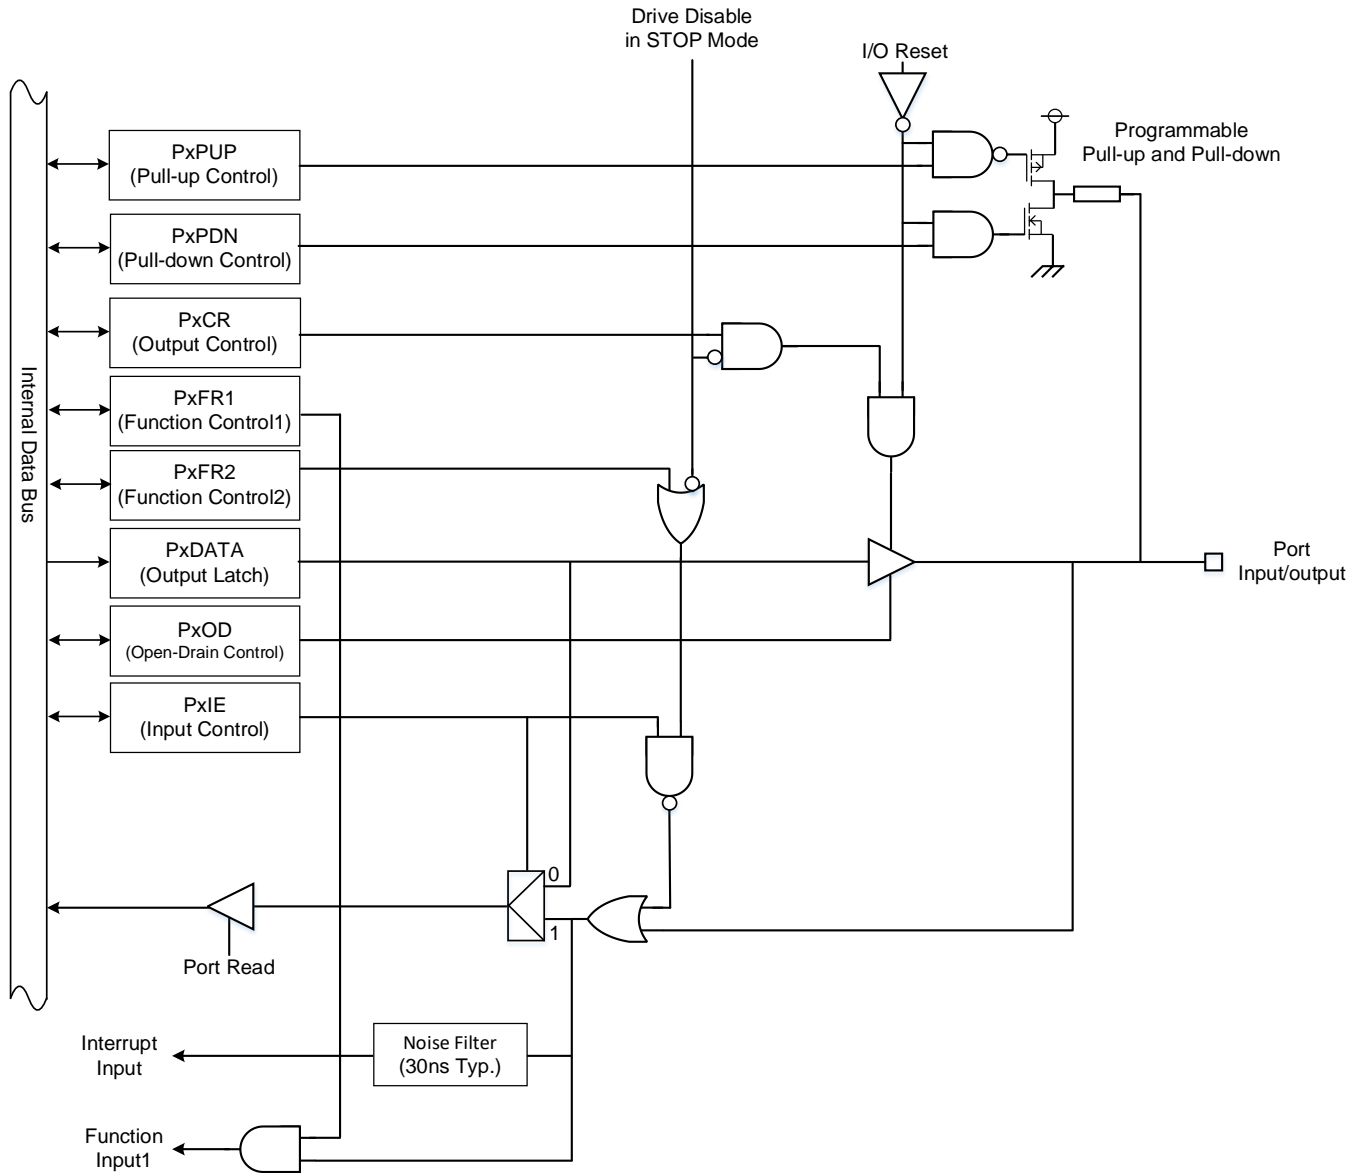 Drive Disable
in STOP Mode
I/O Reset
Programmable
Pull-up and Pull-down
PxPUP
(Pull-up Control)
PxPDN
(Pull-down Control)
PxCR
(Output Control)
Internal Data Bus
PxFR1
(Function Control1)
PxFR2
(Function Control2)
PxDATA
(Output Latch)
Port
Input/output
PxOD
(Open-Drain Control)
PxIE
(Input Control)
0
1
Port Read
Interrupt
Input
Noise Filter
(30ns Typ.)
Function
Input1